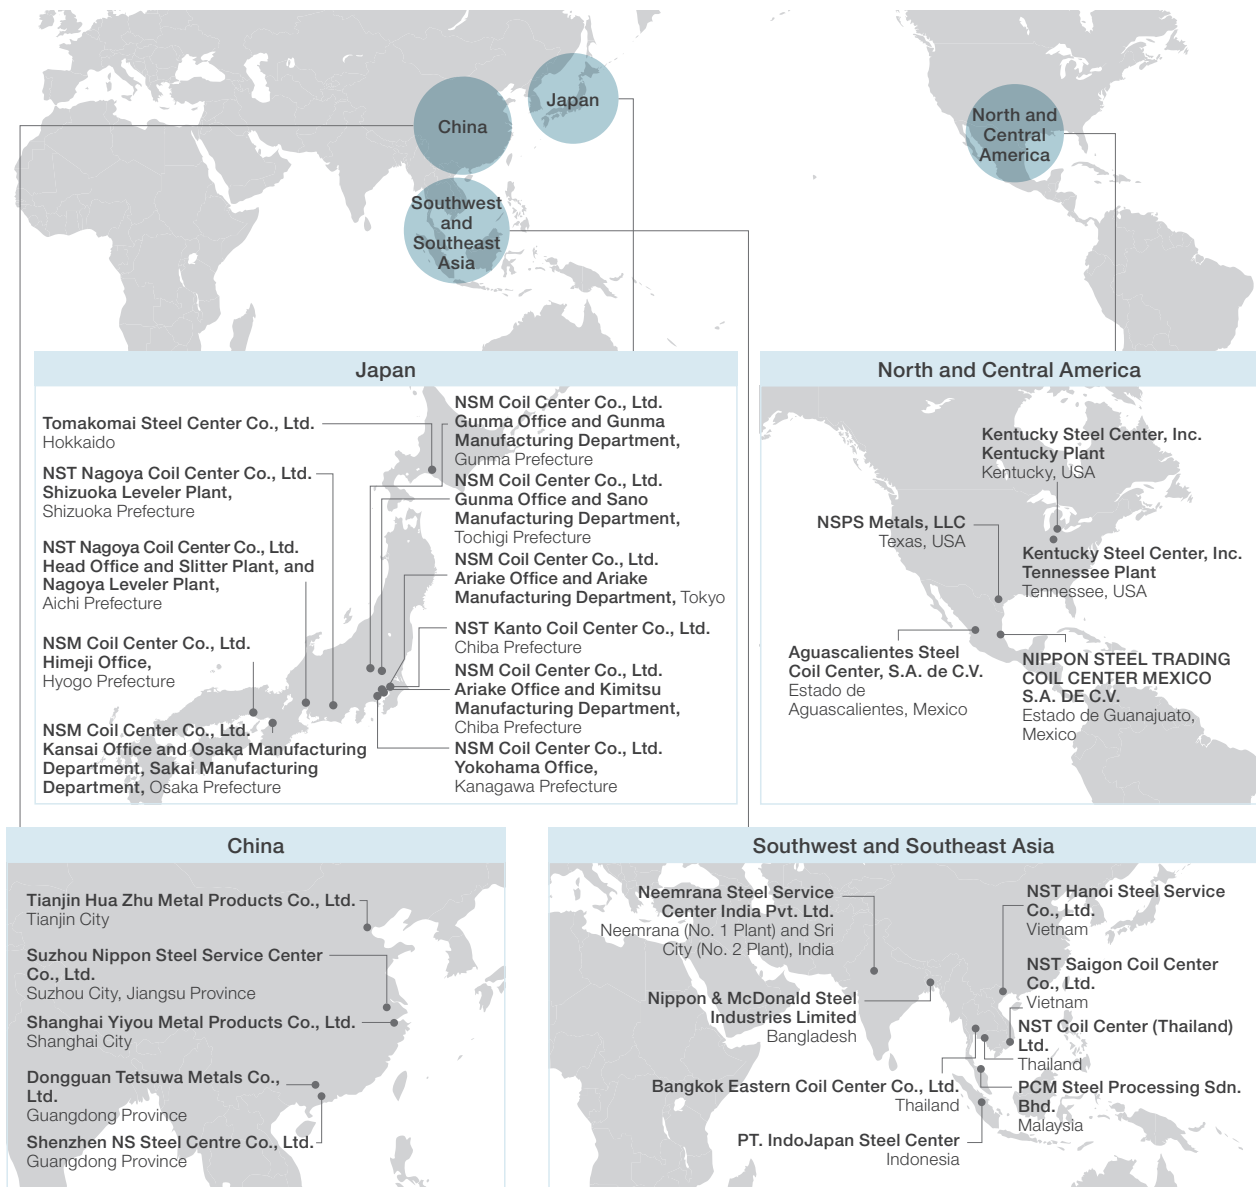 China
Japan
Southwest
and
Southeast
Asia
North and
Central
America
Japan
Tomakomai Steel Center Co., Ltd.
Hokkaido
NST Nagoya Coil Center Co., Ltd.
Shizuoka Leveler Plant,
Shizuoka Prefecture
NST Nagoya Coil Center Co., Ltd.
Head Office and Slitter Plant, and
Nagoya Leveler Plant,
Aichi Prefecture
NSM Coil Center Co., Ltd.
Himeji Office,
Hyogo Prefecture
NSM Coil Center Co., Ltd.
Kansai Office and Osaka Manufacturing
Department, Sakai Manufacturing
Department, Osaka Prefecture
NSM Coil Center Co., Ltd.
Gunma Office and Gunma
Manufacturing Department,
Gunma Prefecture
NSM Coil Center Co., Ltd.
Gunma Office and Sano
Manufacturing Department,
Tochigi Prefecture
NSM Coil Center Co., Ltd.
Ariake Office and Ariake
Manufacturing Department, Tokyo
NST Kanto Coil Center Co., Ltd.
Chiba Prefecture
NSM Coil Center Co., Ltd.
Ariake Office and Kimitsu
Manufacturing Department,
Chiba Prefecture
NSM Coil Center Co., Ltd.
Yokohama Office,
Kanagawa Prefecture
North and Central America
Kentucky Steel Center, Inc.
Kentucky Plant
Kentucky, USA
NSPS Metals, LLC
Texas, USA
Kentucky Steel Center, Inc.
Tennessee Plant
Tennessee, USA
Aguascalientes Steel
Coil Center, S.A. de C.V.
Estado de
Aguascalientes, Mexico
NIPPON STEEL TRADING
COIL CENTER MEXICO
S.A. DE C.V.
Estado de Guanajuato,
Mexico
China
Tianjin Hua Zhu Metal Products Co., Ltd.
Tianjin City
Suzhou Nippon Steel Service Center
Co., Ltd.
Suzhou City, Jiangsu Province
Shanghai Yiyou Metal Products Co., Ltd.
Shanghai City
Dongguan Tetsuwa Metals Co.,
Ltd.
Guangdong Province
Shenzhen NS Steel Centre Co., Ltd.
Guangdong Province
Southwest and Southeast Asia
Neemrana Steel Service
Center India Pvt. Ltd.
Neemrana (No. 1 Plant) and Sri
City (No. 2 Plant), India
Nippon & McDonald Steel
Industries Limited
Bangladesh
Bangkok Eastern Coil Center Co., Ltd.
Thailand
PT. IndoJapan Steel Center
Indonesia
NST Hanoi Steel Service
Co., Ltd.
Vietnam
NST Saigon Coil Center
Co., Ltd.
Vietnam
NST Coil Center (Thailand)
Ltd.
Thailand
PCM Steel Processing Sdn.
Bhd.
Malaysia